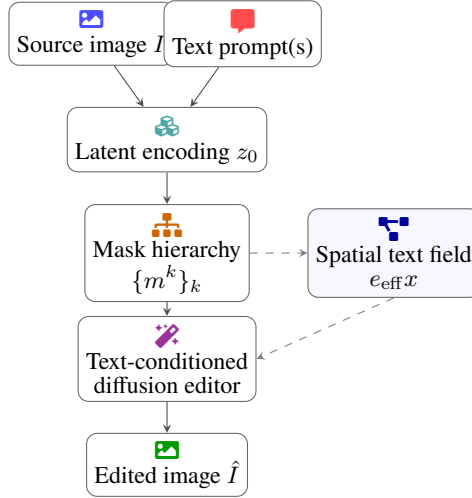 Source image I
Text prompt(s)
Latent encoding z₀
Mask hierarchy
{mᵏ}ₖ
Spatial text field
e_eff x
Text-conditioned
diffusion editor
Edited image Î